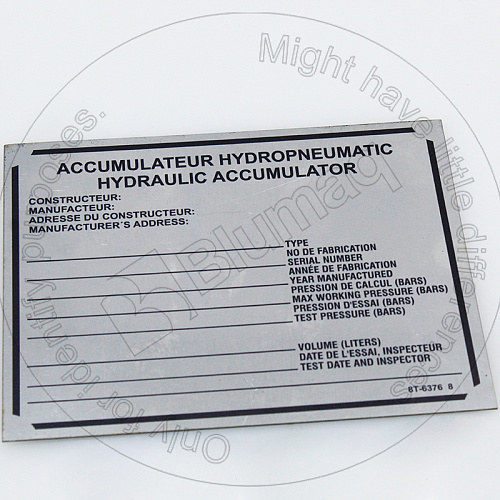 ACCUMULATEUR HYDROPNEUMATIC
HYDRAULIC ACCUMULATOR
CONSTRUCTEUR:
MANUFACTEUR:
ADRESSE DU CONSTRUCTEUR:
MANUFACTURER´S ADDRESS:
TYPE
NO DE FABRICATION
SERIAL NUMBER
ANNÉE DE FABRICATION
YEAR MANUFACTURED
PRESSION DE CALCUL (BARS)
MAX WORKING PRESSURE (BARS)
PRESSION D'ESSAI (BARS)
TEST PRESSURE (BARS)
VOLUME (LITERS)
DATE DE L'ESSAI, INSPECTEUR
TEST DATE AND INSPECTOR
8T-6376 8
Blumaq
Only for identify purposes.
Might have little differences